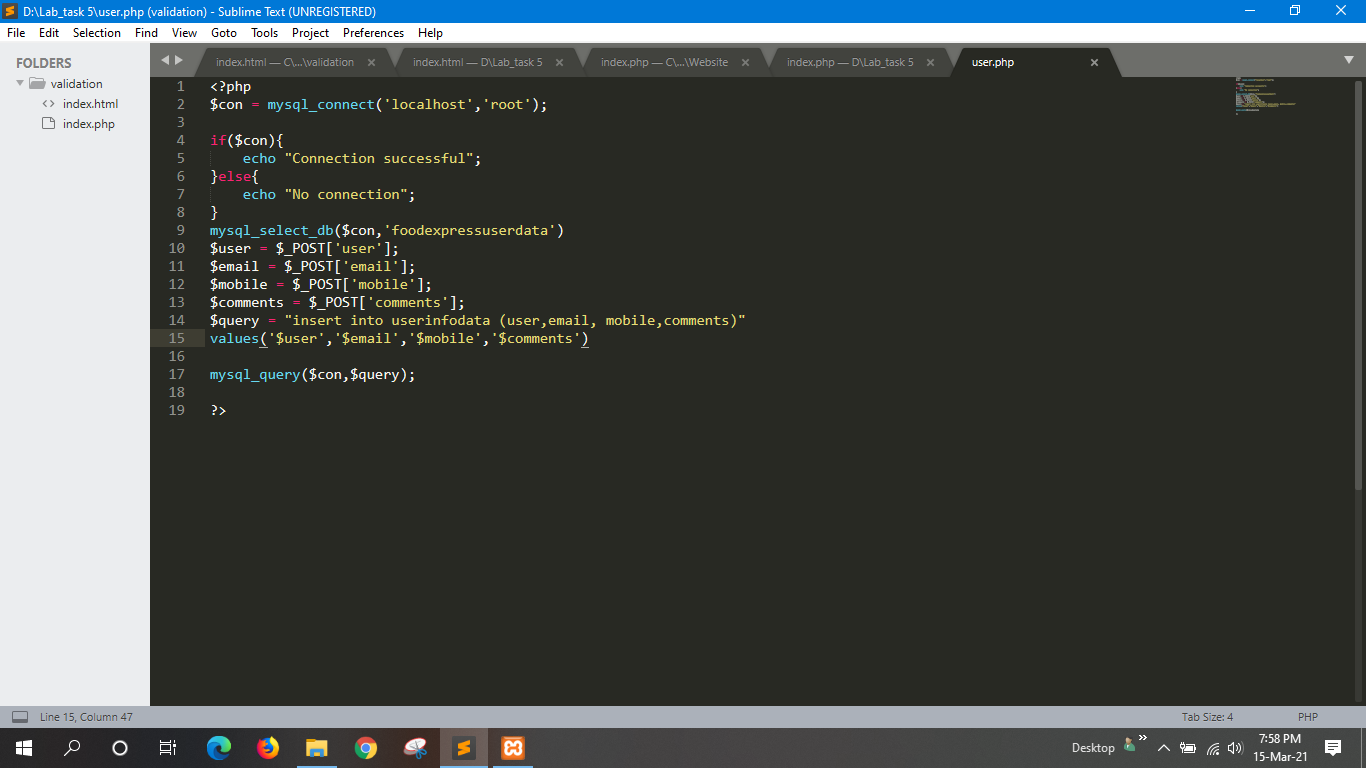 D:\Lab_task 5\user.php (validation) - Sublime Text (UNREGISTERED)
File Edit Selection Find View Goto Tools Project Preferences Help
FOLDERS
validation
index.html
index.php
index.html — C\...\validation × index.html — D\Lab_task 5 × index.php — C\...\Website × index.php — D\Lab_task 5 × user.php ×
1 <?php
2 $con = mysql_connect('localhost','root');
3
4 if($con){
5 echo "Connection successful";
6 }else{
7 echo "No connection";
8 }
9 mysql_select_db($con,'foodexpressuserdata')
10 $user = $_POST['user'];
11 $email = $_POST['email'];
12 $mobile = $_POST['mobile'];
13 $comments = $_POST['comments'];
14 $query = "insert into userinfodata (user,email, mobile,comments)"
15 values('$user','$email','$mobile','$comments')
16
17 mysql_query($con,$query);
18
19 ?>
Line 15, Column 47 Tab Size: 4 PHP
Desktop 7:58 PM
15-Mar-21